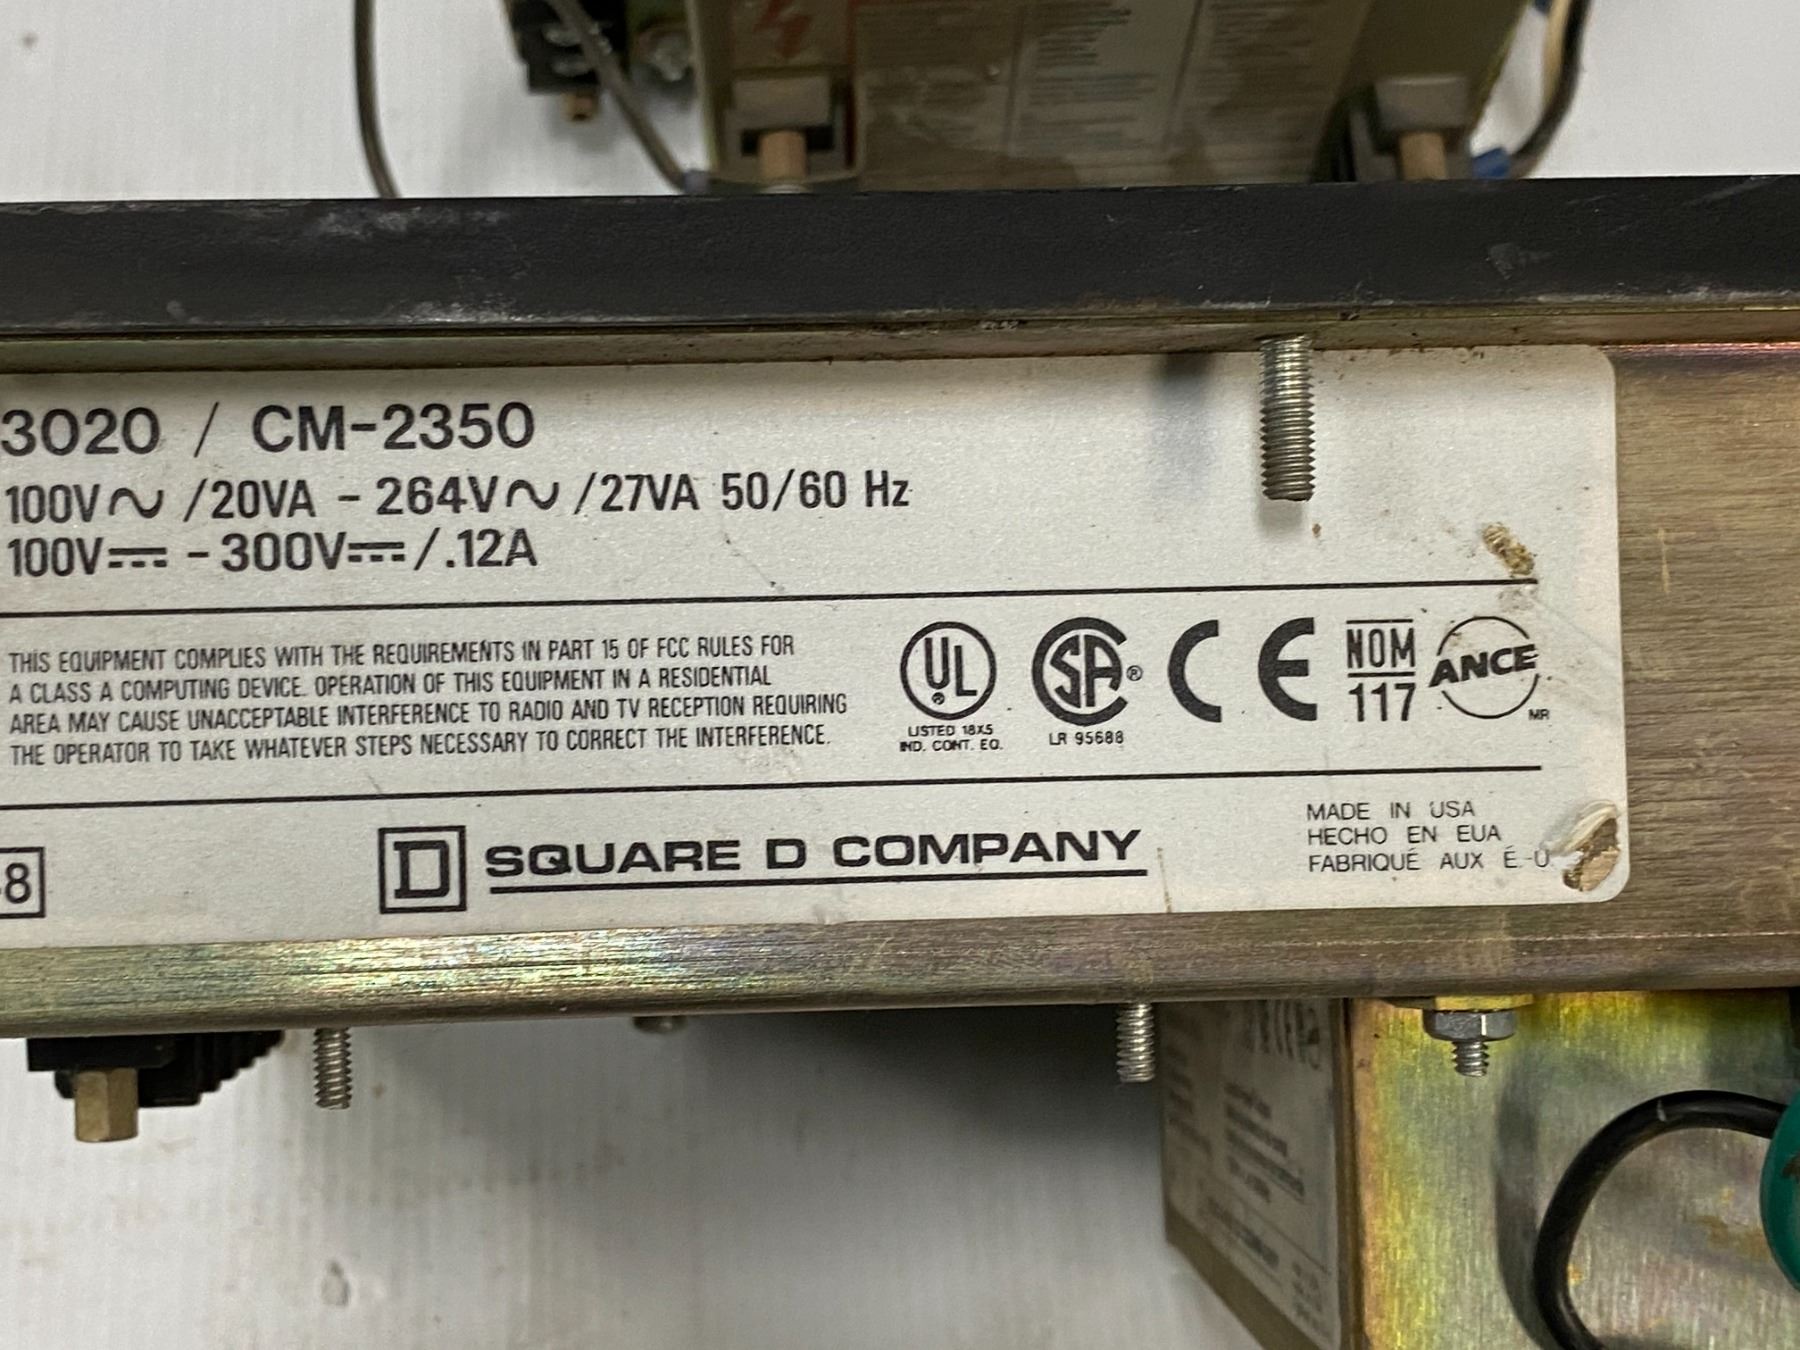 3020 / CM-2350
100V∿ /20VA - 264V∿ /27VA 50/60 Hz
100V⎓ - 300V⎓ / .12A
THIS EQUIPMENT COMPLIES WITH THE REQUIREMENTS IN PART 15 OF FCC RULES FOR
A CLASS A COMPUTING DEVICE. OPERATION OF THIS EQUIPMENT IN A RESIDENTIAL
AREA MAY CAUSE UNACCEPTABLE INTERFERENCE TO RADIO AND TV RECEPTION REQUIRING
THE OPERATOR TO TAKE WHATEVER STEPS NECESSARY TO CORRECT THE INTERFERENCE.
UL ®
LISTED 18X5
IND. CONT. EQ.
SA ®
LR 95688
CE
NOM
117
ANCE
MR
8
D SQUARE D COMPANY
MADE IN USA
HECHO EN EUA
FABRIQUÉ AUX É.-U